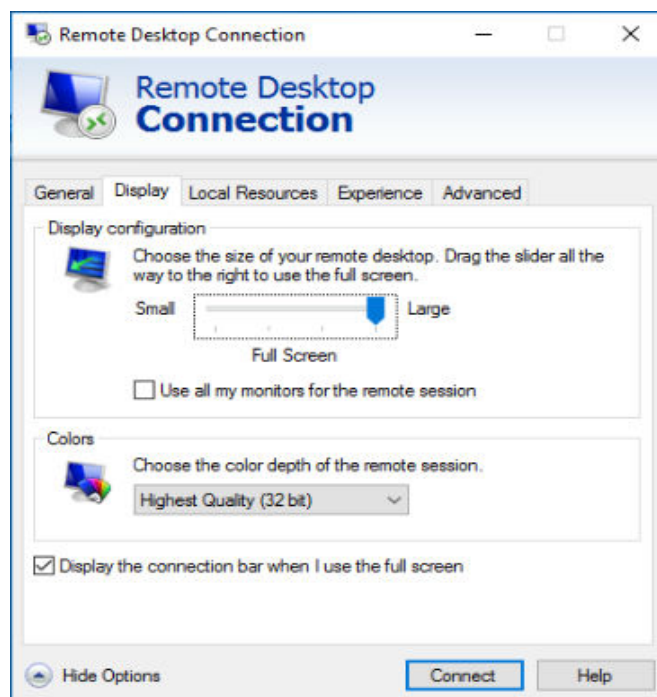 Remote Desktop Connection
Remote Desktop
Connection
General Display Local Resources Experience Advanced
Display configuration
Choose the size of your remote desktop. Drag the slider all the
way to the right to use the full screen.
Small Large
Full Screen
Use all my monitors for the remote session
Colors
Choose the color depth of the remote session.
Highest Quality (32 bit)
Display the connection bar when I use the full screen
Hide Options Connect Help